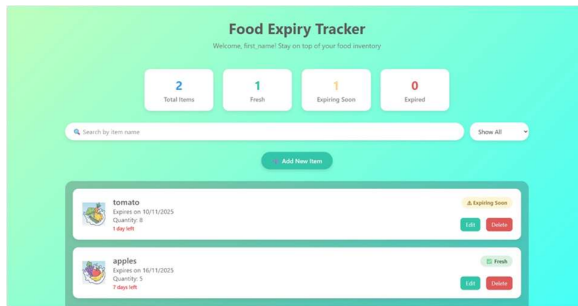 Food Expiry Tracker
Welcome, first_name! Stay on top of your food inventory
2
Total Items
1
Fresh
1
Expiring Soon
0
Expired
Search by item name
Show All
Add New Item
tomato
Expires on 10/11/2025
Quantity: 8
1 day left
Expiring Soon
Edit
Delete
apples
Expires on 16/11/2025
Quantity: 5
7 days left
Fresh
Edit
Delete